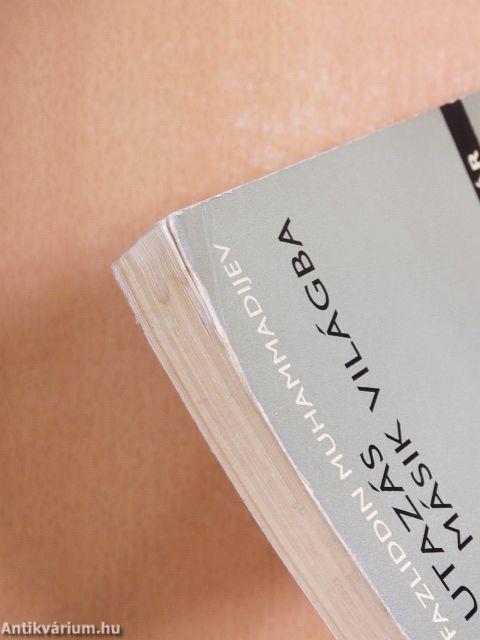 FAZLIDDIN MUHAMMADIJEV
UTAZÁS
MÁSIK VILÁGBA
Antikvárium.hu